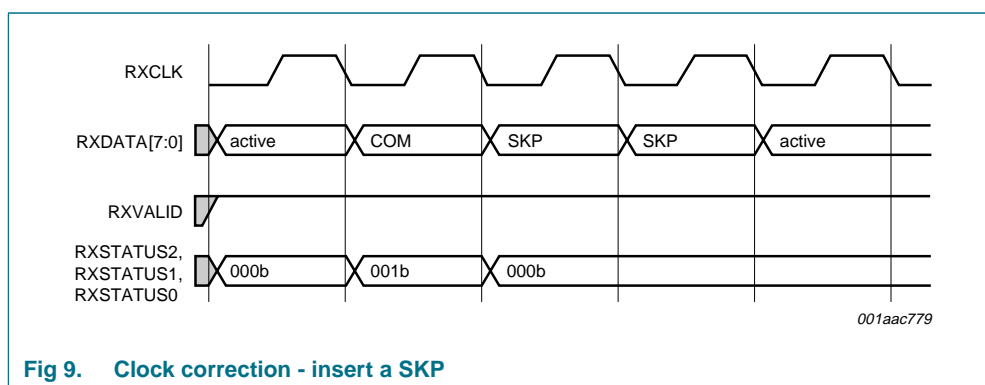 RXCLK
RXDATA[7:0]
active
COM
SKP
SKP
active
RXVALID
RXSTATUS2,
RXSTATUS1,
RXSTATUS0
000b
001b
000b
001aac779
Fig 9. Clock correction - insert a SKP